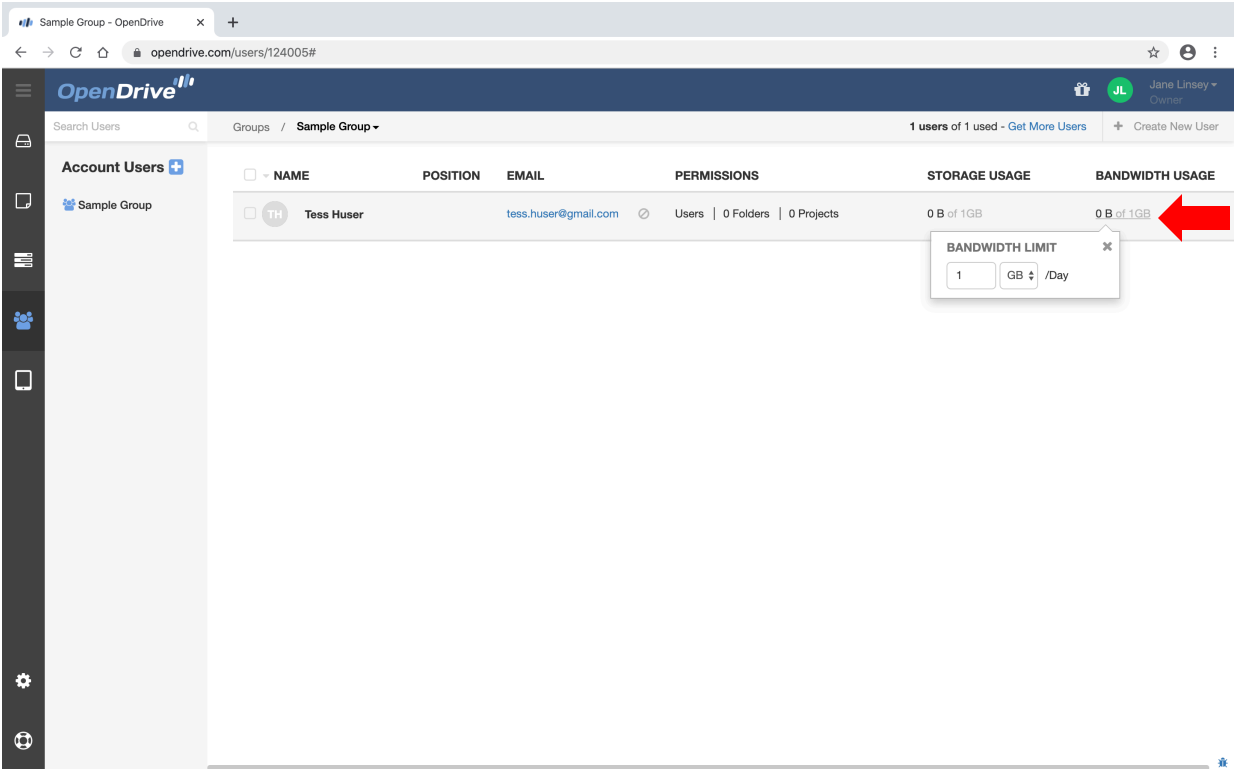 Sample Group - OpenDrive
opendrive.com/users/124005#
OpenDrive
JL
Jane Linsey
Owner
Search Users
Groups / Sample Group
1 users of 1 used - Get More Users
Create New User
Account Users
Sample Group
NAME POSITION EMAIL PERMISSIONS STORAGE USAGE BANDWIDTH USAGE
TH Tess Huser tess.huser@gmail.com Users | 0 Folders | 0 Projects 0 B of 1GB 0 B of 1GB
BANDWIDTH LIMIT
1 GB /Day